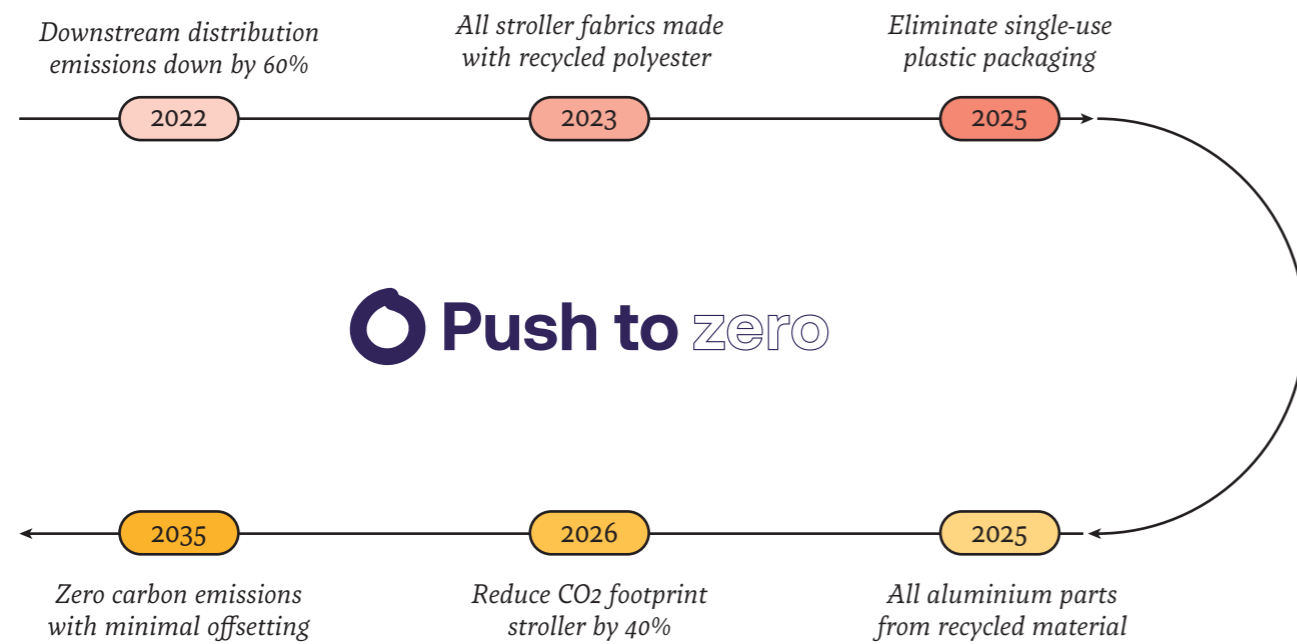 Downstream distribution
emissions down by 60%
2022
All stroller fabrics made
with recycled polyester
2023
Eliminate single-use
plastic packaging
2025
Push to zero
2025
All aluminium parts
from recycled material
2026
Reduce CO2 footprint
stroller by 40%
2035
Zero carbon emissions
with minimal offsetting